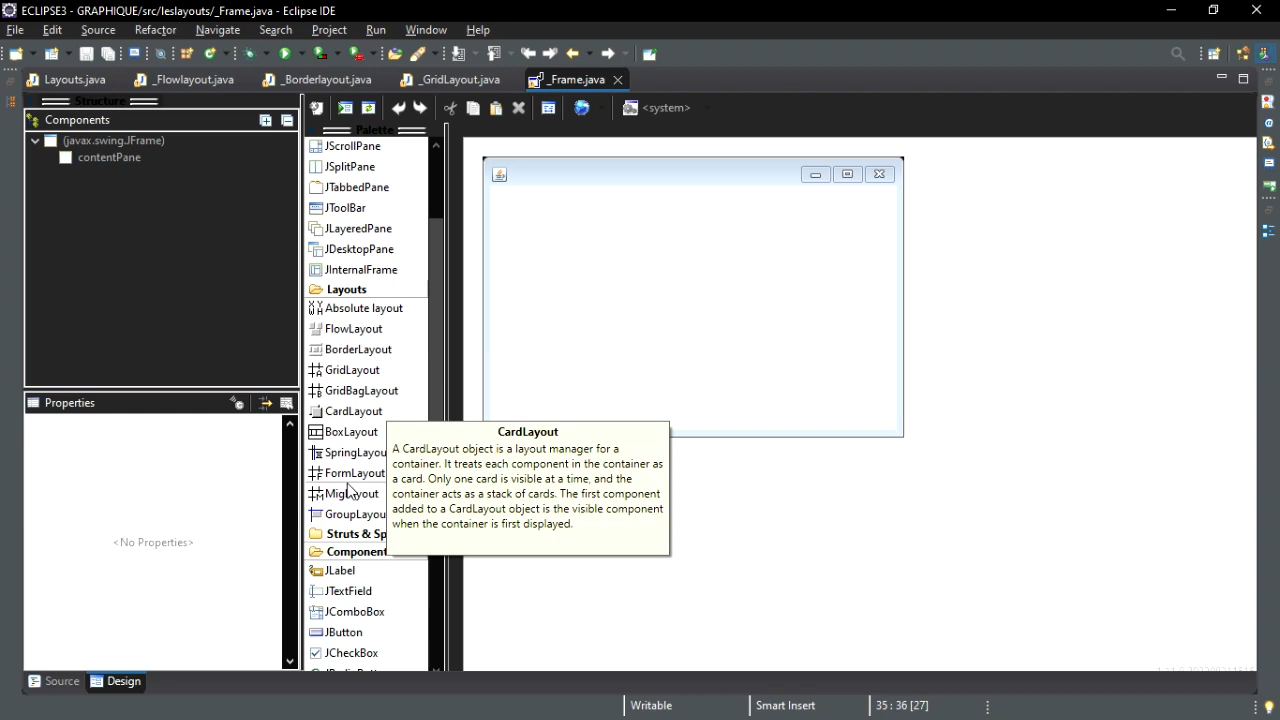 ECLIPSE3 - GRAPHIQUE/src/leslayouts/_Frame.java - Eclipse IDE
File Edit Source Refactor Navigate Search Project Run Window Help
Layouts.java _Flowlayout.java _Borderlayout.java _GridLayout.java _Frame.java
Structure
Components
(javax.swing.JFrame)
contentPane
Properties
<No Properties>
<system>
Palette
JScrollPane
JSplitPane
JTabbedPane
JToolBar
JLayeredPane
JDesktopPane
JInternalFrame
Layouts
Absolute layout
FlowLayout
BorderLayout
GridLayout
GridBagLayout
CardLayout
BoxLayout
SpringLayou
FormLayout
MigLayout
GroupLayou
Struts & Sp
Component
JLabel
JTextField
JComboBox
JButton
JCheckBox
CardLayout
A CardLayout object is a layout manager for a
container. It treats each component in the container as
a card. Only one card is visible at a time, and the
container acts as a stack of cards. The first component
added to a CardLayout object is the visible component
when the container is first displayed.
Source Design
Writable Smart Insert 35 : 36 [27]